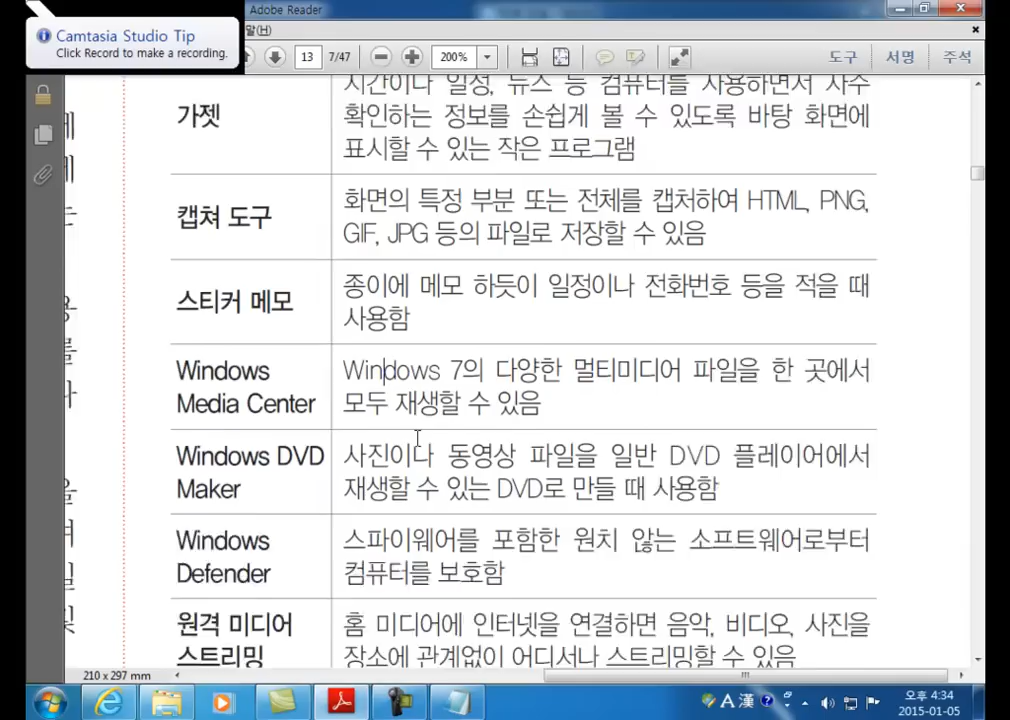 Adobe Reader
Camtasia Studio Tip
Click Record to make a recording.
말(H)
13 7/47 200%
도구 서명 주석
시간이나 일정, 뉴스 등 컴퓨터를 사용하면서 자주
가젯
확인하는 정보를 손쉽게 볼 수 있도록 바탕 화면에
표시할 수 있는 작은 프로그램
캡쳐 도구
화면의 특정 부분 또는 전체를 캡처하여 HTML, PNG,
GIF, JPG 등의 파일로 저장할 수 있음
스티커 메모
종이에 메모 하듯이 일정이나 전화번호 등을 적을 때
사용함
Windows
Media Center
Windows 7의 다양한 멀티미디어 파일을 한 곳에서
모두 재생할 수 있음
Windows DVD
Maker
사진이나 동영상 파일을 일반 DVD 플레이어에서
재생할 수 있는 DVD로 만들 때 사용함
Windows
Defender
스파이웨어를 포함한 원치 않는 소프트웨어로부터
컴퓨터를 보호함
원격 미디어
스트리밍
홈 미디어에 인터넷을 연결하면 음악, 비디오, 사진을
장소에 관계없이 어디서나 스트리밍할 수 있음
210 x 297 mm
A 漢
오후 4:34
2015-01-05